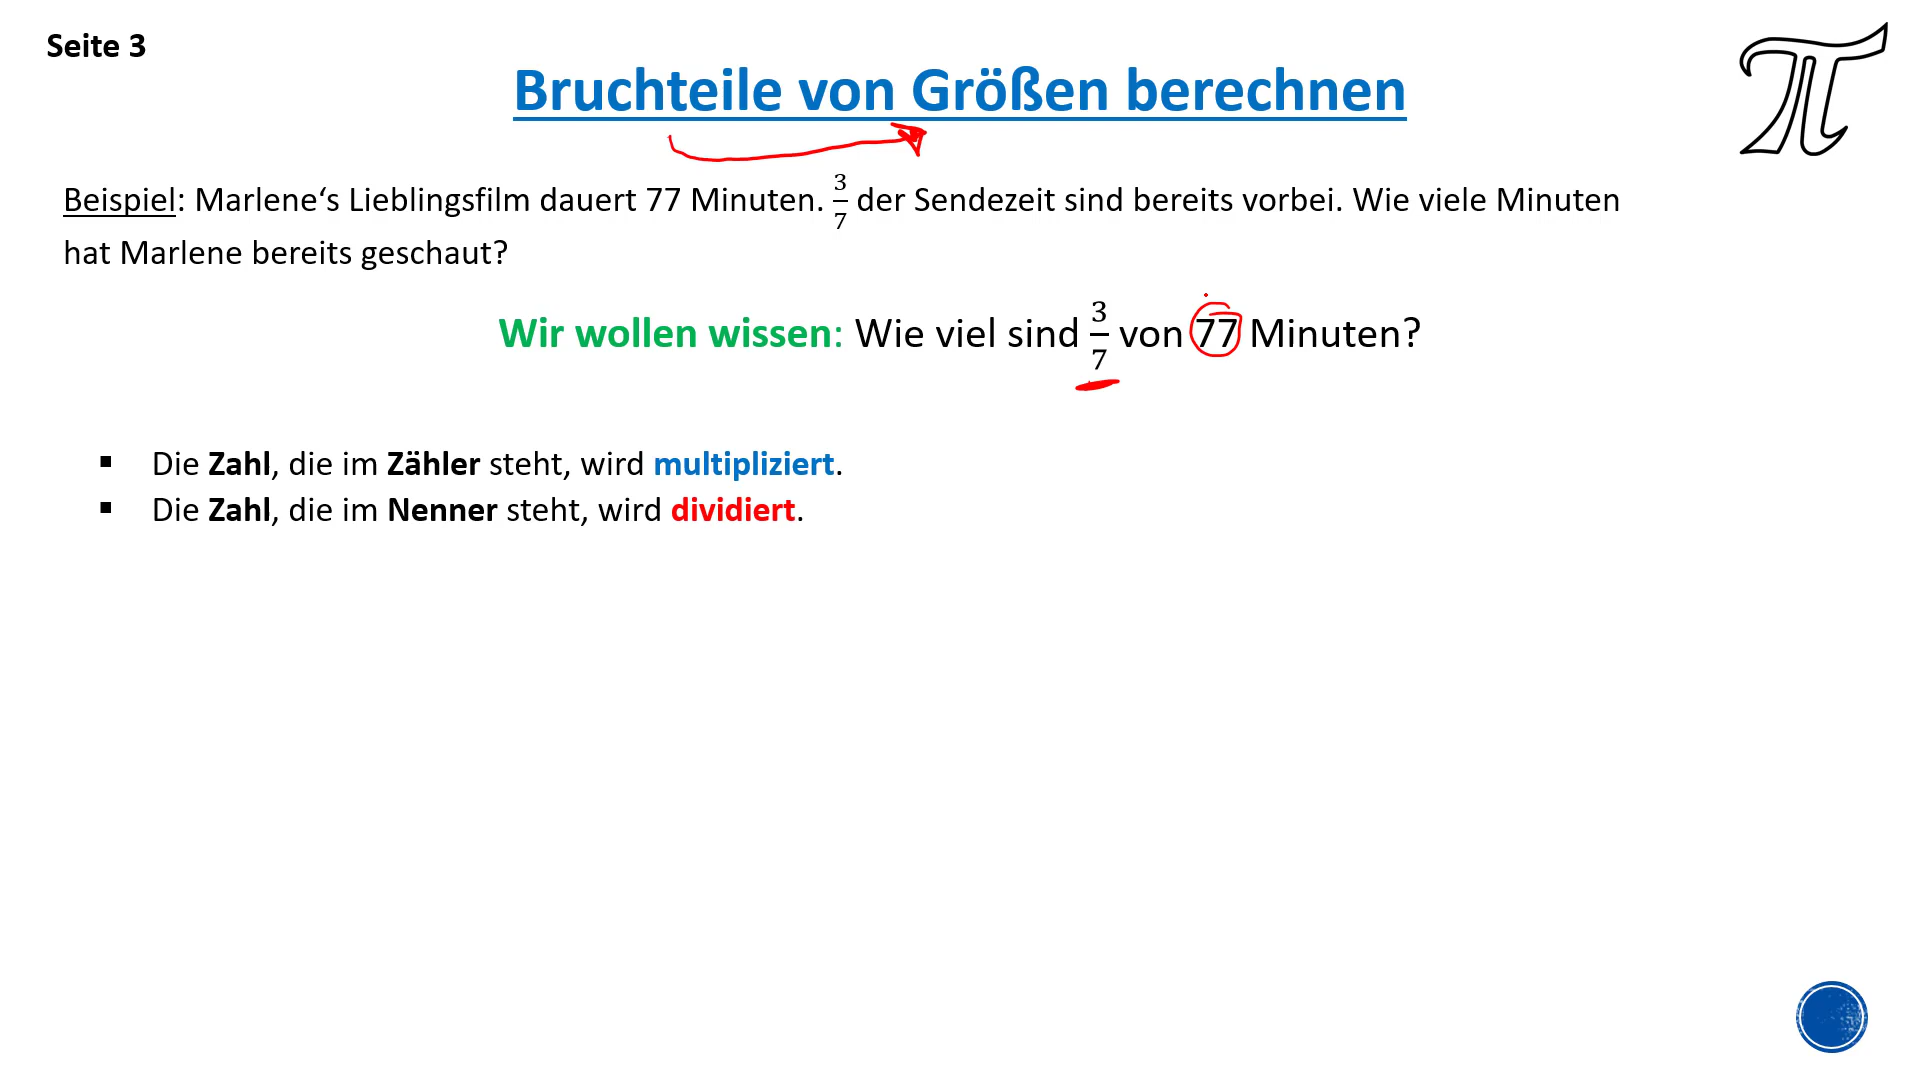 Seite 3
Bruchteile von Größen berechnen
Beispiel: Marlene‘s Lieblingsfilm dauert 77 Minuten. 3/7 der Sendezeit sind bereits vorbei. Wie viele Minuten
hat Marlene bereits geschaut?
Wir wollen wissen: Wie viel sind 3/7 von 77 Minuten?
▪ Die Zahl, die im Zähler steht, wird multipliziert.
▪ Die Zahl, die im Nenner steht, wird dividiert.